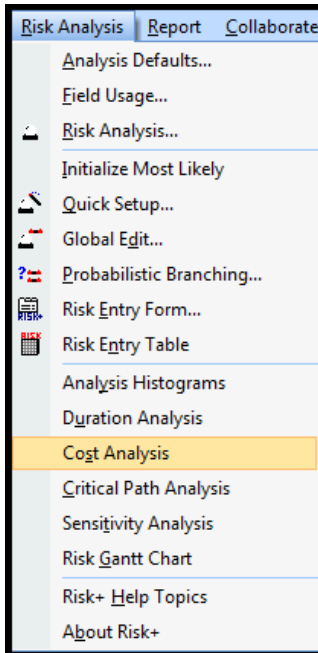 Risk Analysis Report Collaborate
Analysis Defaults...
Field Usage...
Risk Analysis...
Initialize Most Likely
Quick Setup...
Global Edit...
?
Probabilistic Branching...
RISK+
Risk Entry Form...
RISK
Risk Entry Table
Analysis Histograms
Duration Analysis
Cost Analysis
Critical Path Analysis
Sensitivity Analysis
Risk Gantt Chart
Risk+ Help Topics
About Risk+